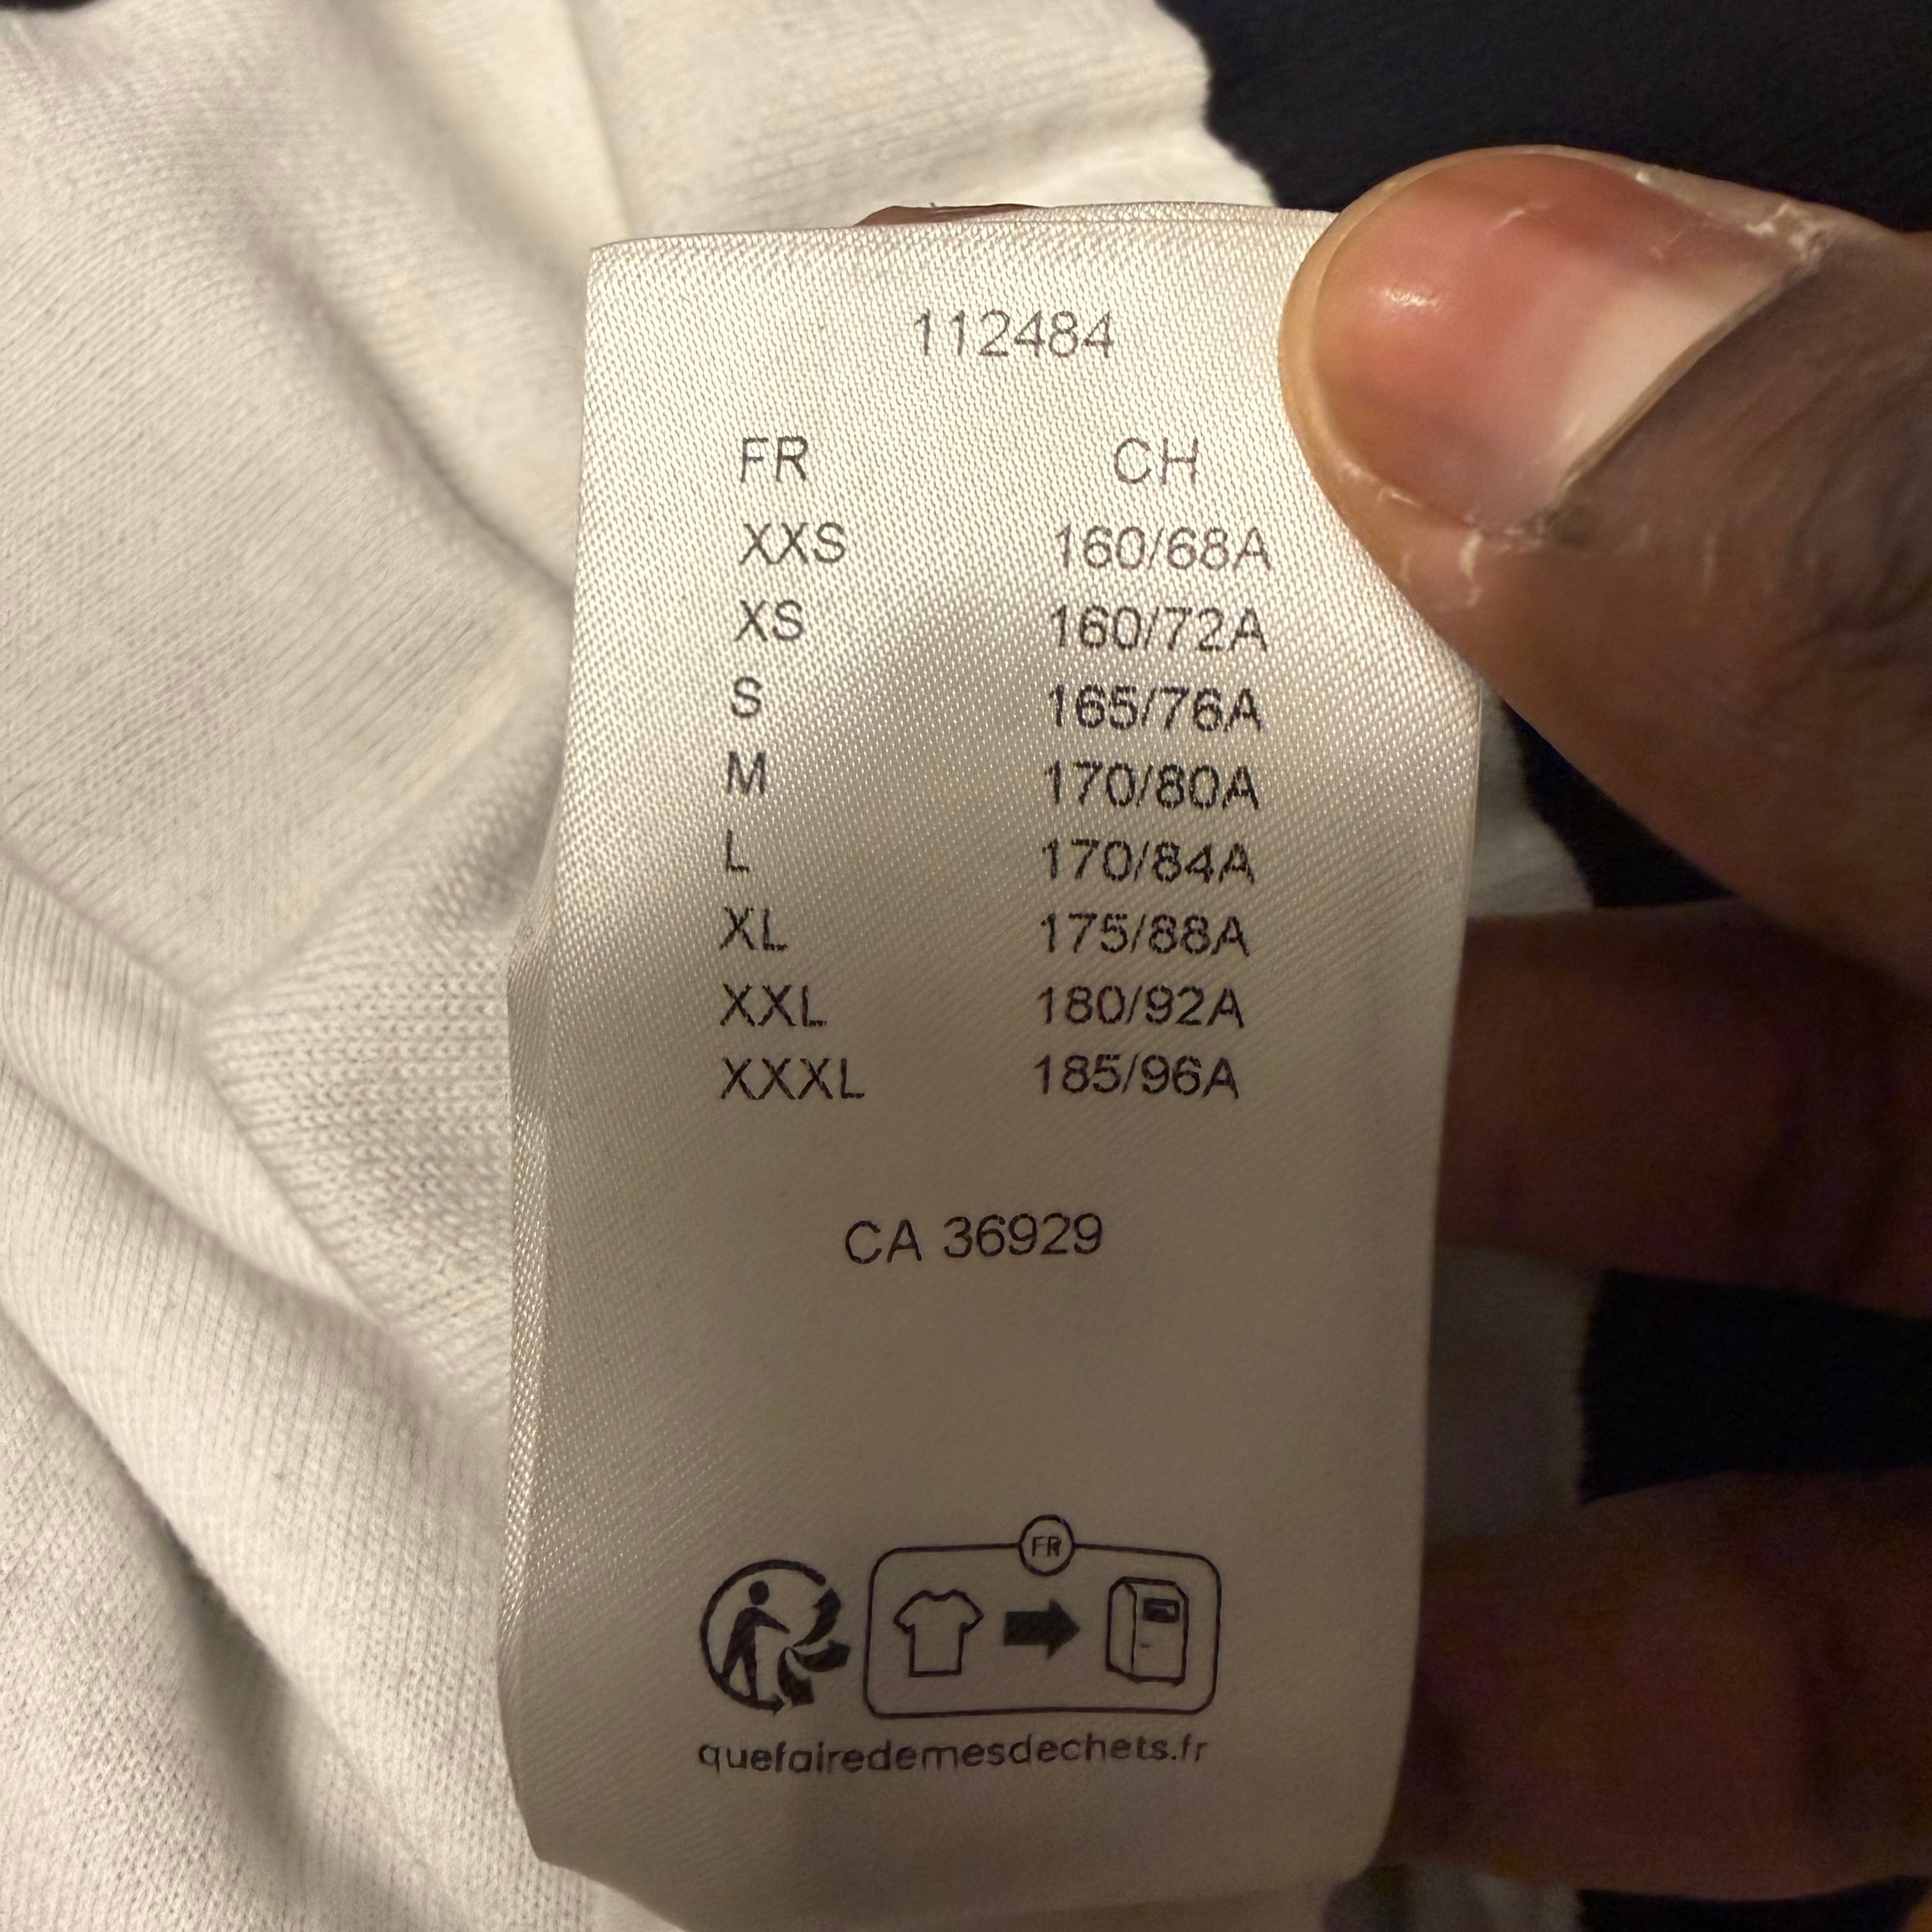 112484
FR CH
XXS 160/68A
XS 160/72A
S 165/76A
M 170/80A
L 170/84A
XL 175/88A
XXL 180/92A
XXXL 185/96A
CA 36929
FR
quefairedemesdechets.fr